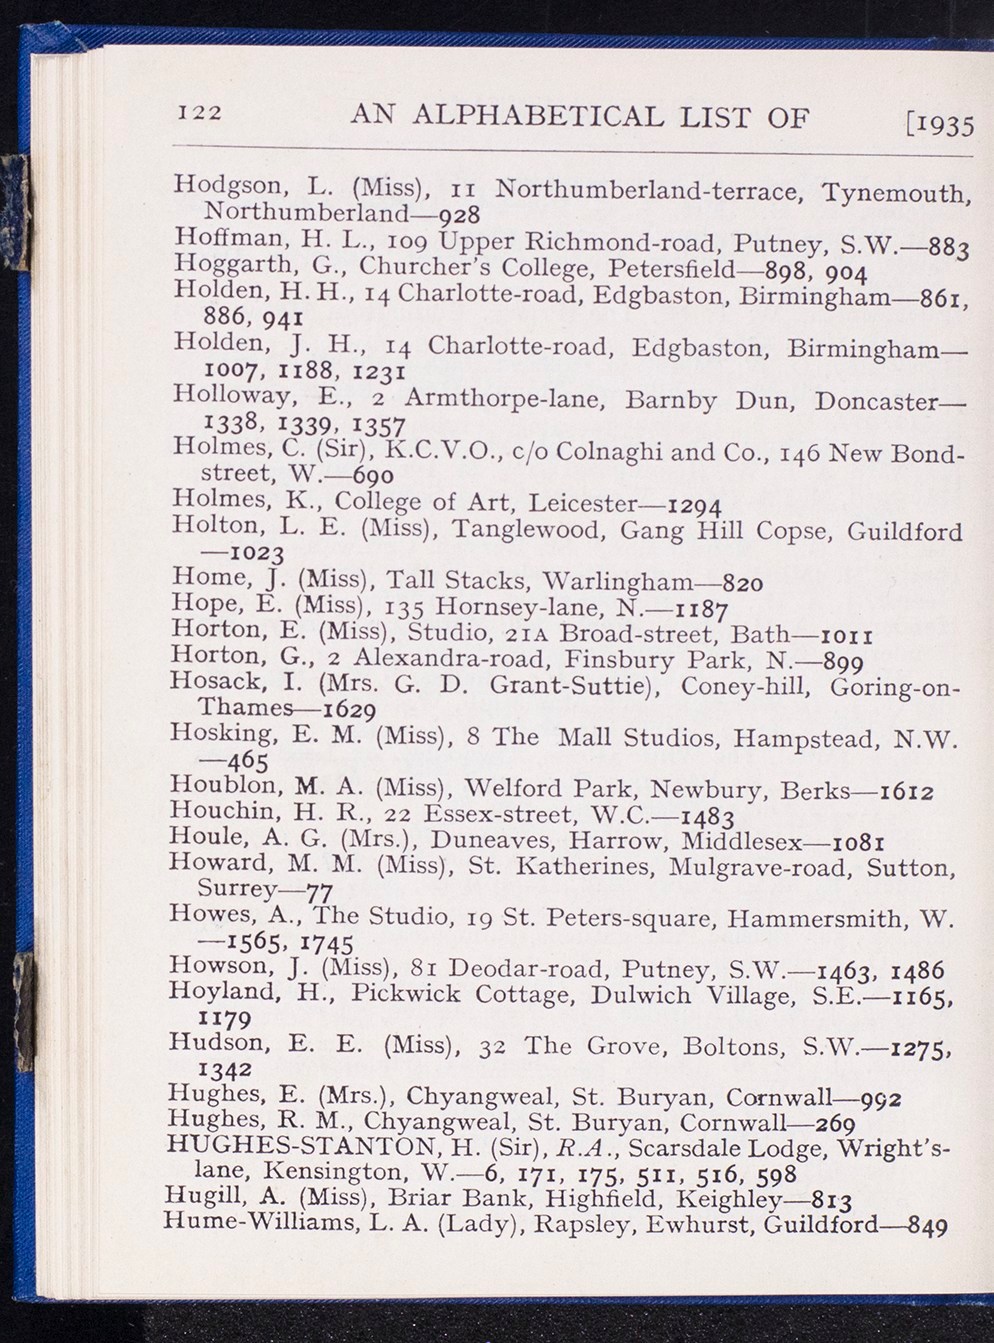 122 AN ALPHABETICAL LIST OF [1935
Hodgson, L. (Miss), 11 Northumberland-terrace, Tynemouth,
Northumberland—928
Hoffman, H. L., 109 Upper Richmond-road, Putney, S.W.—883
Hoggarth, G., Churcher's College, Petersfield—898, 904
Holden, H. H., 14 Charlotte-road, Edgbaston, Birmingham—861,
886, 941
Holden, J. H., 14 Charlotte-road, Edgbaston, Birmingham—
1007, 1188, 1231
Holloway, E., 2 Armthorpe-lane, Barnby Dun, Doncaster—
1338, 1339, 1357
Holmes, C. (Sir), K.C.V.O., c/o Colnaghi and Co., 146 New Bond-
street, W.—690
Holmes, K., College of Art, Leicester—1294
Holton, L. E. (Miss), Tanglewood, Gang Hill Copse, Guildford
—1023
Home, J. (Miss), Tall Stacks, Warlingham—820
Hope, E. (Miss), 135 Hornsey-lane, N.—1187
Horton, E. (Miss), Studio, 21A Broad-street, Bath—1011
Horton, G., 2 Alexandra-road, Finsbury Park, N.—899
Hosack, I. (Mrs. G. D. Grant-Suttie), Coney-hill, Goring-on-
Thames—1629
Hosking, E. M. (Miss), 8 The Mall Studios, Hampstead, N.W.
—465
Houblon, M. A. (Miss), Welford Park, Newbury, Berks—1612
Houchin, H. R., 22 Essex-street, W.C.—1483
Houle, A. G. (Mrs.), Duneaves, Harrow, Middlesex—1081
Howard, M. M. (Miss), St. Katherines, Mulgrave-road, Sutton,
Surrey—77
Howes, A., The Studio, 19 St. Peters-square, Hammersmith, W.
—1565, 1745
Howson, J. (Miss), 81 Deodar-road, Putney, S.W.—1463, 1486
Hoyland, H., Pickwick Cottage, Dulwich Village, S.E.—1165,
1179
Hudson, E. E. (Miss), 32 The Grove, Boltons, S.W.—1275,
1342
Hughes, E. (Mrs.), Chyangweal, St. Buryan, Cornwall—992
Hughes, R. M., Chyangweal, St. Buryan, Cornwall—269
HUGHES-STANTON, H. (Sir), R.A., Scarsdale Lodge, Wright's-
lane, Kensington, W.—6, 171, 175, 511, 516, 598
Hugill, A. (Miss), Briar Bank, Highfield, Keighley—813
Hume-Williams, L. A. (Lady), Rapsley, Ewhurst, Guildford—849